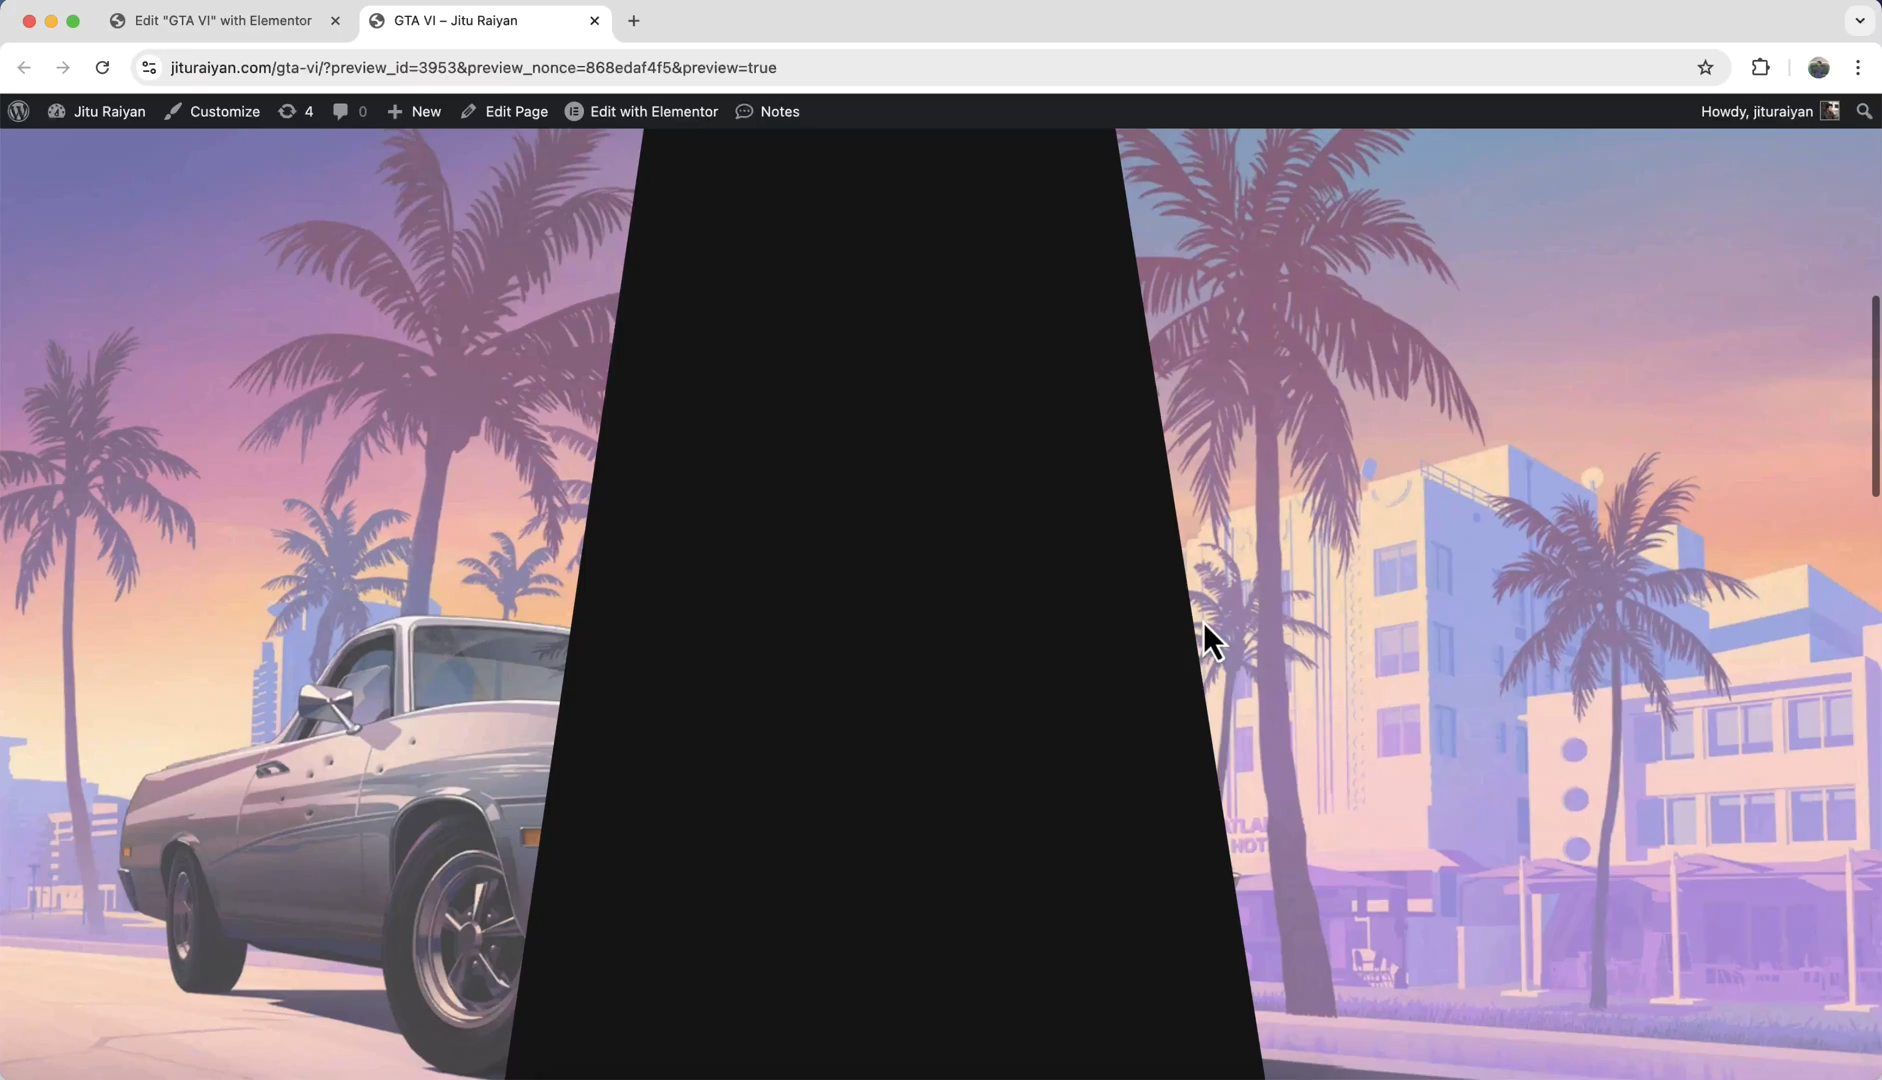 Edit "GTA VI" with Elementor
GTA VI – Jitu Raiyan
jituraiyan.com/gta-vi/?preview_id=3953&preview_nonce=868edaf4f5&preview=true
Jitu Raiyan
Customize
4
0
New
Edit Page
Edit with Elementor
Notes
Howdy, jituraiyan
HOT